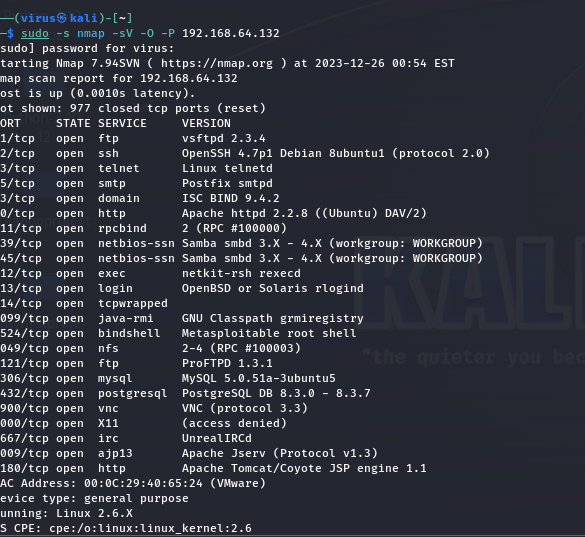 ──(virus㉿kali)-[~]
─$ sudo -s nmap -sV -O -P 192.168.64.132
sudo] password for virus:
tarting Nmap 7.94SVN ( https://nmap.org ) at 2023-12-26 00:54 EST
map scan report for 192.168.64.132
ost is up (0.0010s latency).
ot shown: 977 closed tcp ports (reset)
ORT     STATE SERVICE     VERSION
1/tcp   open  ftp         vsftpd 2.3.4
2/tcp   open  ssh         OpenSSH 4.7p1 Debian 8ubuntu1 (protocol 2.0)
3/tcp   open  telnet      Linux telnetd
5/tcp   open  smtp        Postfix smtpd
3/tcp   open  domain      ISC BIND 9.4.2
0/tcp   open  http        Apache httpd 2.2.8 ((Ubuntu) DAV/2)
11/tcp  open  rpcbind     2 (RPC #100000)
39/tcp  open  netbios-ssn Samba smbd 3.X - 4.X (workgroup: WORKGROUP)
45/tcp  open  netbios-ssn Samba smbd 3.X - 4.X (workgroup: WORKGROUP)
12/tcp  open  exec        netkit-rsh rexecd
13/tcp  open  login       OpenBSD or Solaris rlogind
14/tcp  open  tcpwrapped
099/tcp open  java-rmi    GNU Classpath grmiregistry
524/tcp open  bindshell   Metasploitable root shell
049/tcp open  nfs         2-4 (RPC #100003)
121/tcp open  ftp         ProFTPD 1.3.1
306/tcp open  mysql       MySQL 5.0.51a-3ubuntu5
432/tcp open  postgresql  PostgreSQL DB 8.3.0 - 8.3.7
900/tcp open  vnc         VNC (protocol 3.3)
000/tcp open  X11         (access denied)
667/tcp open  irc         UnrealIRCd
009/tcp open  ajp13       Apache Jserv (Protocol v1.3)
180/tcp open  http        Apache Tomcat/Coyote JSP engine 1.1
AC Address: 00:0C:29:40:65:24 (VMware)
evice type: general purpose
unning: Linux 2.6.X
S CPE: cpe:/o:linux:linux_kernel:2.6
KALI
"the quieter you bec